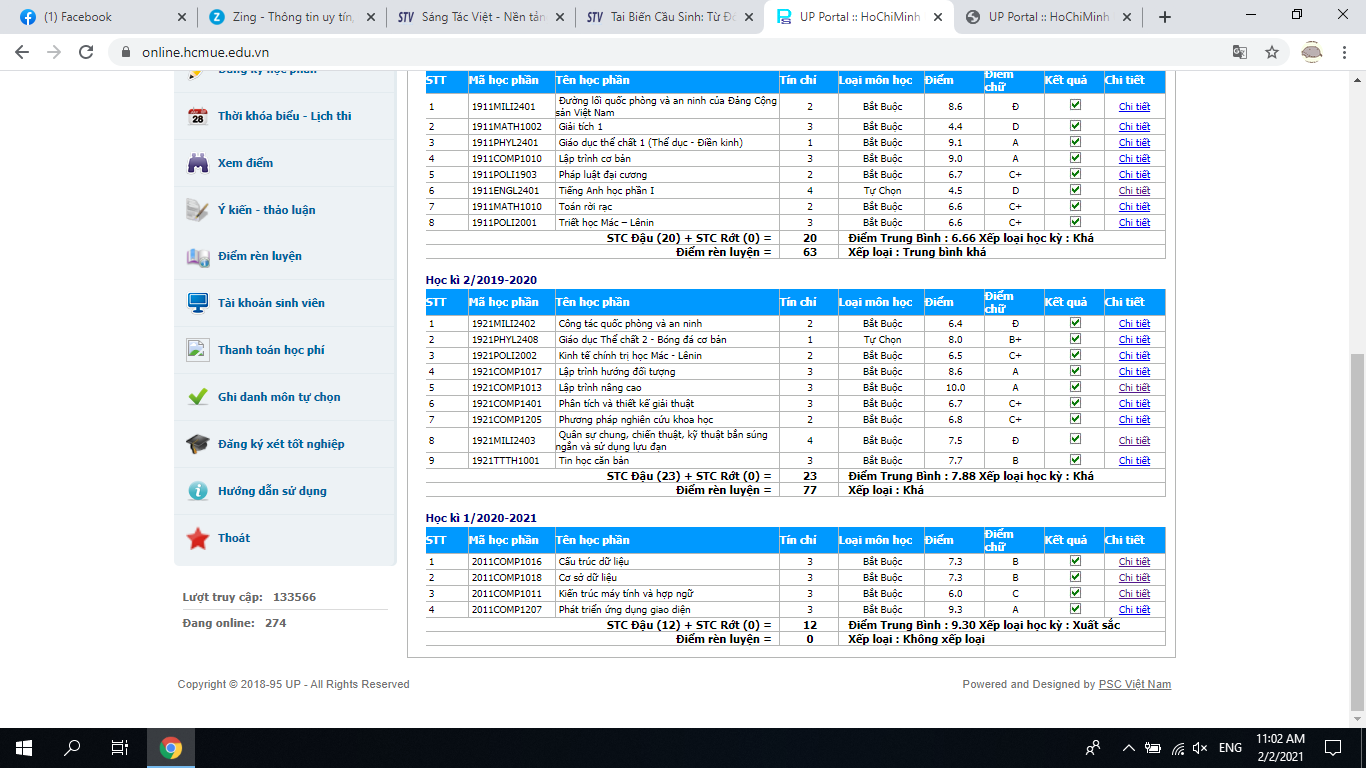 (1) Facebook
Zing - Thông tin uy tín,
STV Sáng Tác Việt - Nền tản
STV Tai Biến Cầu Sinh: Từ Đ
UP Portal :: HoChiMinh
UP Portal :: HoChiMinh
online.hcmue.edu.vn
Đăng ký học phần
Thời khóa biểu - Lịch thi
Xem điểm
Ý kiến - thảo luận
Điểm rèn luyện
Tài khoản sinh viên
Thanh toán học phí
Ghi danh môn tự chọn
Đăng ký xét tốt nghiệp
Hướng dẫn sử dụng
Thoát
Lượt truy cập: 133566
Đang online: 274
STT Mã học phần Tên học phần Tín chỉ Loại môn học Điểm Điểm chữ Kết quả Chi tiết
1 1911MILI2401 Đường lối quốc phòng và an ninh của Đảng Cộng sản Việt Nam 2 Bắt Buộc 8.6 Đ Chi tiết
2 1911MATH1002 Giải tích 1 3 Bắt Buộc 4.4 D Chi tiết
3 1911PHYL2401 Giáo dục thể chất 1 (Thể dục - Điền kinh) 1 Bắt Buộc 9.1 A Chi tiết
4 1911COMP1010 Lập trình cơ bản 3 Bắt Buộc 9.0 A Chi tiết
5 1911POLI1903 Pháp luật đại cương 2 Bắt Buộc 6.7 C+ Chi tiết
6 1911ENGL2401 Tiếng Anh học phần I 4 Tự Chọn 4.5 D Chi tiết
7 1911MATH1010 Toán rời rạc 2 Bắt Buộc 6.6 C+ Chi tiết
8 1911POLI2001 Triết học Mác – Lênin 3 Bắt Buộc 6.6 C+ Chi tiết
STC Đậu (20) + STC Rớt (0) = 20 Điểm Trung Bình : 6.66 Xếp loại học kỳ : Khá
Điểm rèn luyện = 63 Xếp loại : Trung bình khá
Học kì 2/2019-2020
STT Mã học phần Tên học phần Tín chỉ Loại môn học Điểm Điểm chữ Kết quả Chi tiết
1 1921MILI2402 Công tác quốc phòng và an ninh 2 Bắt Buộc 6.4 Đ Chi tiết
2 1921PHYL2408 Giáo dục Thể chất 2 - Bóng đá cơ bản 1 Tự Chọn 8.0 B+ Chi tiết
3 1921POLI2002 Kinh tế chính trị học Mác - Lênin 2 Bắt Buộc 6.5 C+ Chi tiết
4 1921COMP1017 Lập trình hướng đối tượng 3 Bắt Buộc 8.6 A Chi tiết
5 1921COMP1013 Lập trình nâng cao 3 Bắt Buộc 10.0 A Chi tiết
6 1921COMP1401 Phân tích và thiết kế giải thuật 3 Bắt Buộc 6.7 C+ Chi tiết
7 1921COMP1205 Phương pháp nghiên cứu khoa học 2 Bắt Buộc 6.8 C+ Chi tiết
8 1921MILI2403 Quân sự chung, chiến thuật, kỹ thuật bắn súng ngắn và sử dụng lựu đạn 4 Bắt Buộc 7.5 Đ Chi tiết
9 1921TTTH1001 Tin học căn bản 3 Bắt Buộc 7.7 B Chi tiết
STC Đậu (23) + STC Rớt (0) = 23 Điểm Trung Bình : 7.88 Xếp loại học kỳ : Khá
Điểm rèn luyện = 77 Xếp loại : Khá
Học kì 1/2020-2021
STT Mã học phần Tên học phần Tín chỉ Loại môn học Điểm Điểm chữ Kết quả Chi tiết
1 2011COMP1016 Cấu trúc dữ liệu 3 Bắt Buộc 7.3 B Chi tiết
2 2011COMP1018 Cơ sở dữ liệu 3 Bắt Buộc 7.3 B Chi tiết
3 2011COMP1011 Kiến trúc máy tính và hợp ngữ 3 Bắt Buộc 6.0 C Chi tiết
4 2011COMP1207 Phát triển ứng dụng giao diện 3 Bắt Buộc 9.3 A Chi tiết
STC Đậu (12) + STC Rớt (0) = 12 Điểm Trung Bình : 9.30 Xếp loại học kỳ : Xuất sắc
Điểm rèn luyện = 0 Xếp loại : Không xếp loại
Copyright © 2018-95 UP - All Rights Reserved
Powered and Designed by PSC Việt Nam
ENG
11:02 AM
2/2/2021